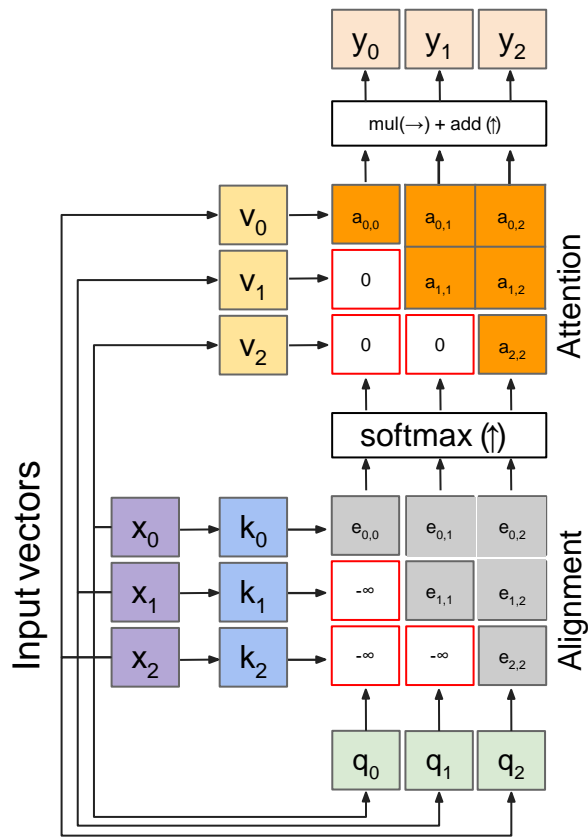 y₀ y₁ y₂
mul(→) + add (↑)
v₀ a₀,₀ a₀,₁ a₀,₂
v₁ 0 a₁,₁ a₁,₂
v₂ 0 0 a₂,₂
Attention
softmax (↑)
Input vectors
x₀ k₀ e₀,₀ e₀,₁ e₀,₂
x₁ k₁ -∞ e₁,₁ e₁,₂
x₂ k₂ -∞ -∞ e₂,₂
Alignment
q₀ q₁ q₂